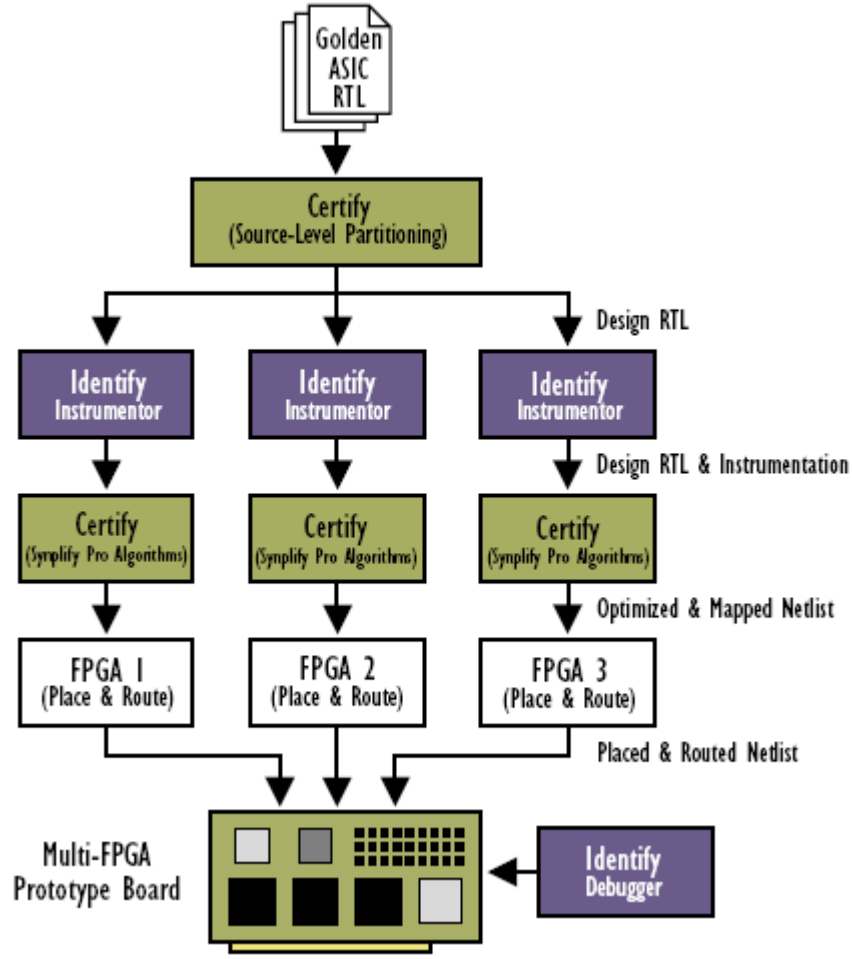 Golden
ASIC
RTL
Certify
(Source-Level Partitioning)
Design RTL
Identify
Instrumentor
Identify
Instrumentor
Identify
Instrumentor
Design RTL & Instrumentation
Certify
(Synplify Pro Algorithms)
Certify
(Synplify Pro Algorithms)
Certify
(Synplify Pro Algorithms)
Optimized & Mapped Netlist
FPGA 1
(Place & Route)
FPGA 2
(Place & Route)
FPGA 3
(Place & Route)
Placed & Routed Netlist
Multi-FPGA
Prototype Board
Identify
Debugger